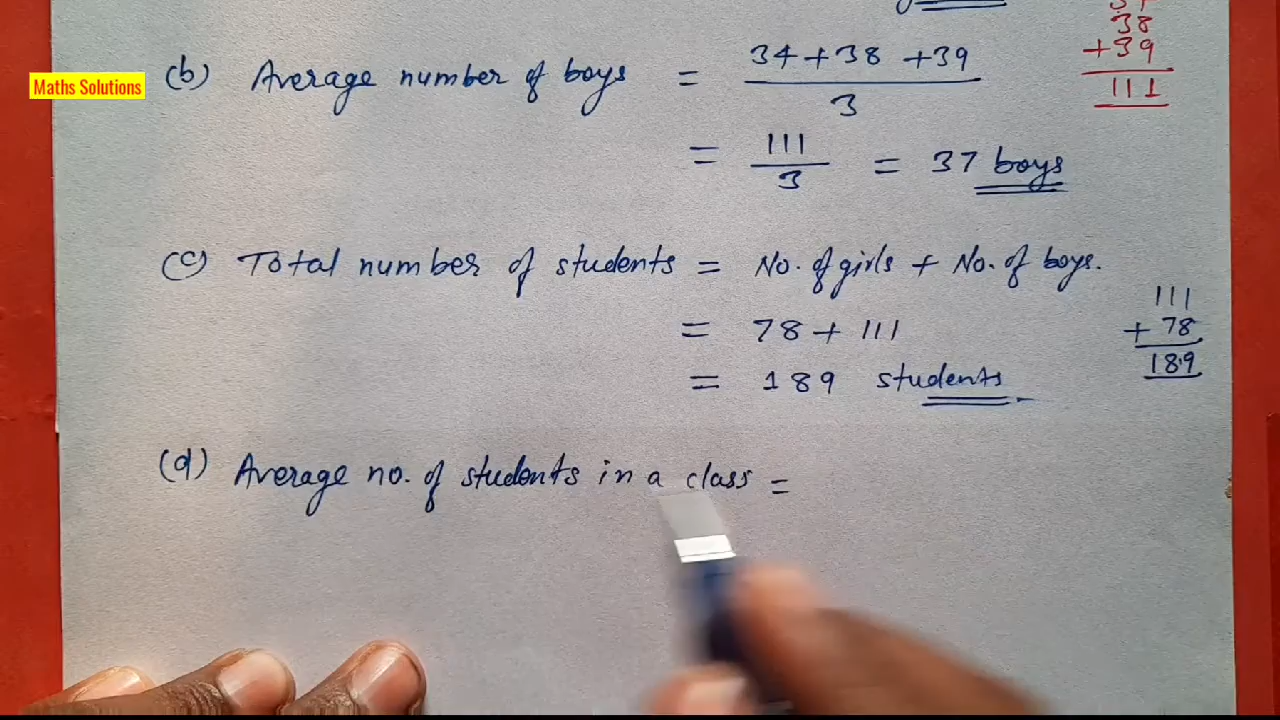 38
+39
111
Maths Solutions
(b) Average number of boys = 34+38+39
3
= 111
3
= 37 boys
(c) Total number of students = No. of girls + No. of boys.
= 78 + 111
= 189 students
111
+ 78
189
(d) Average no. of students in a class =